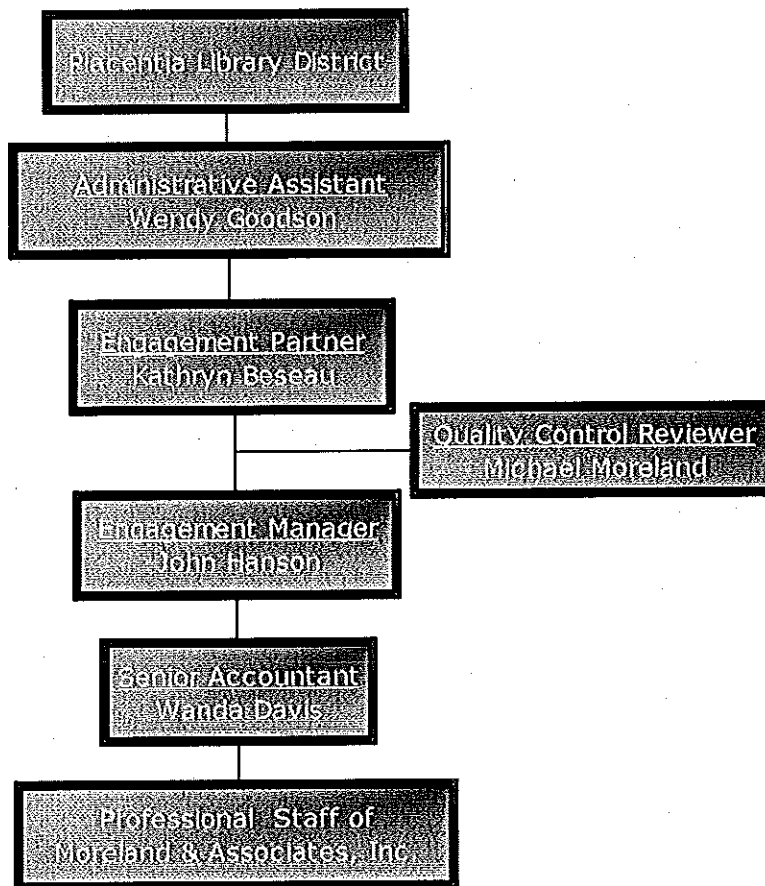 Placentia Library District
Administrative Assistant
Wendy Goodson
Engagement Partner
Kathryn Beseau
Quality Control Reviewer
Michael Moreland
Engagement Manager
John Hanson
Senior Accountant
Wanda Davis
Professional Staff of
Moreland & Associates, Inc.